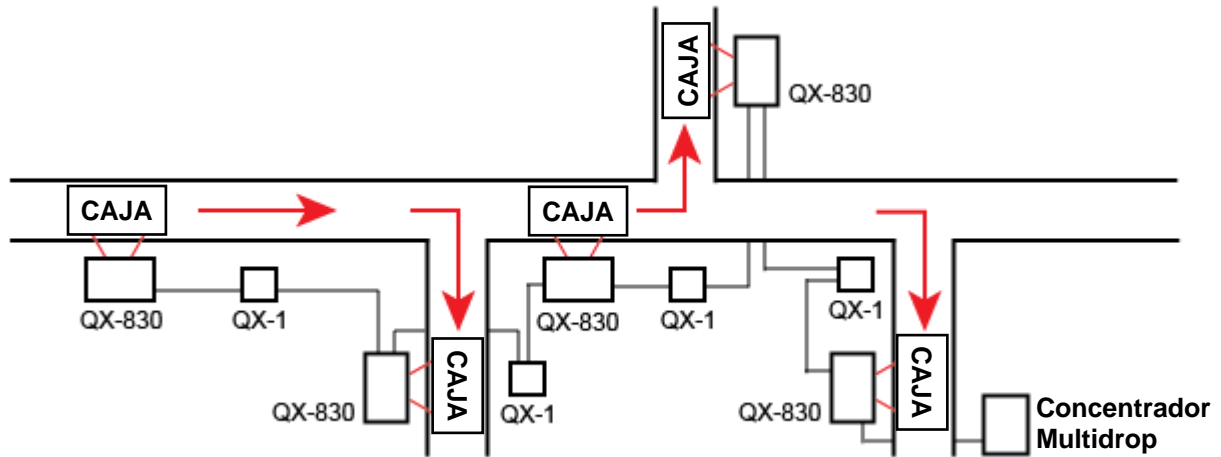 CAJA
QX-830
CAJA
CAJA
QX-830
QX-1
QX-830
QX-1
QX-1
QX-830
CAJA
QX-1
QX-830
CAJA
Concentrador
Multidrop